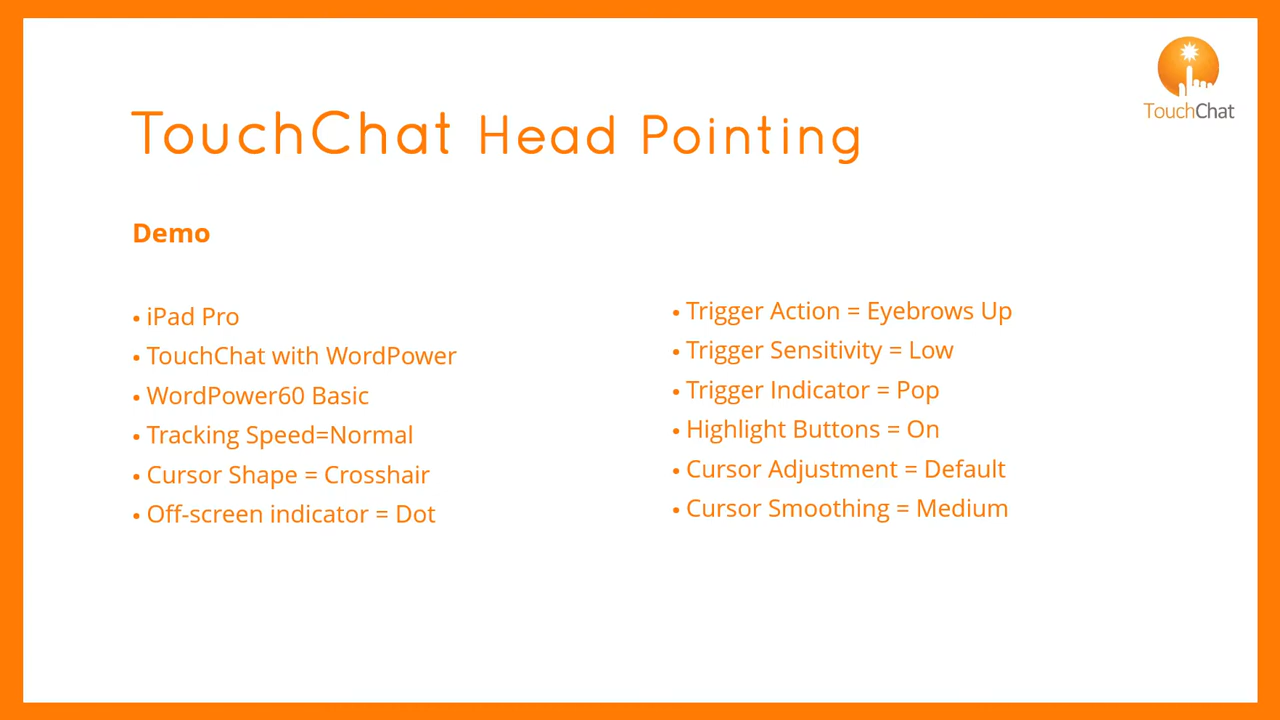 TouchChat
TouchChat Head Pointing
Demo
• iPad Pro
• TouchChat with WordPower
• WordPower60 Basic
• Tracking Speed=Normal
• Cursor Shape = Crosshair
• Off-screen indicator = Dot
• Trigger Action = Eyebrows Up
• Trigger Sensitivity = Low
• Trigger Indicator = Pop
• Highlight Buttons = On
• Cursor Adjustment = Default
• Cursor Smoothing = Medium